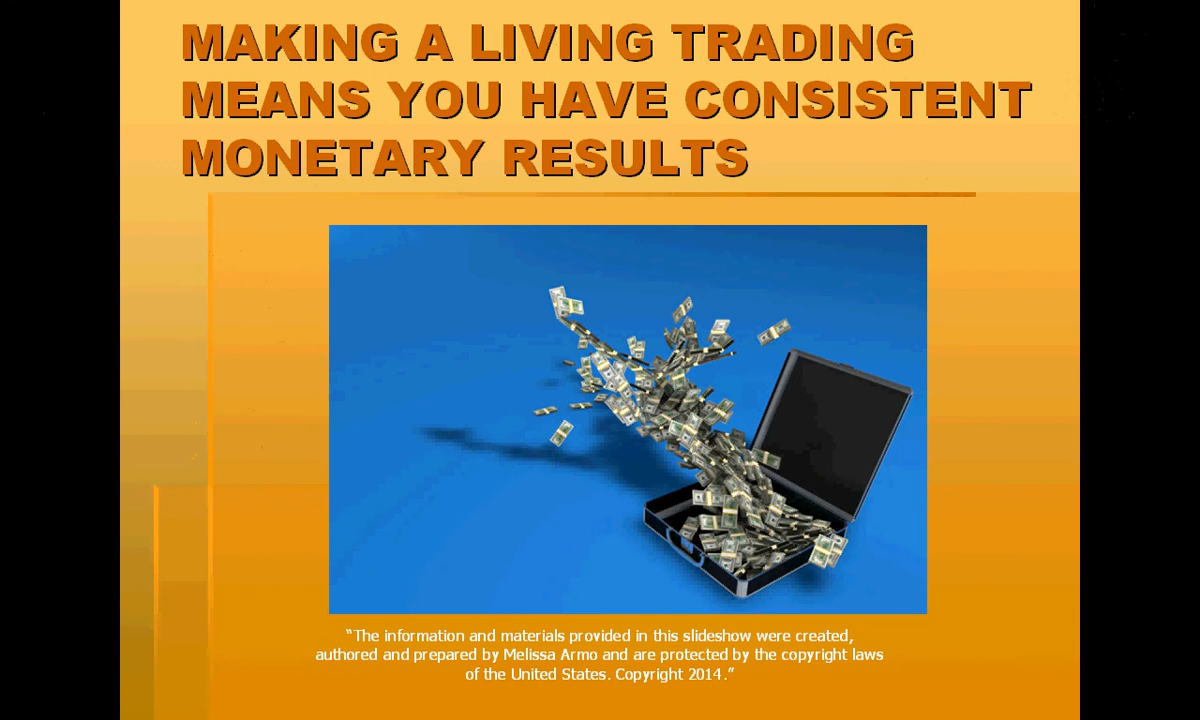 MAKING A LIVING TRADING
MEANS YOU HAVE CONSISTENT
MONETARY RESULTS
“The information and materials provided in this slideshow were created,
authored and prepared by Melissa Armo and are protected by the copyright laws
of the United States. Copyright 2014.”